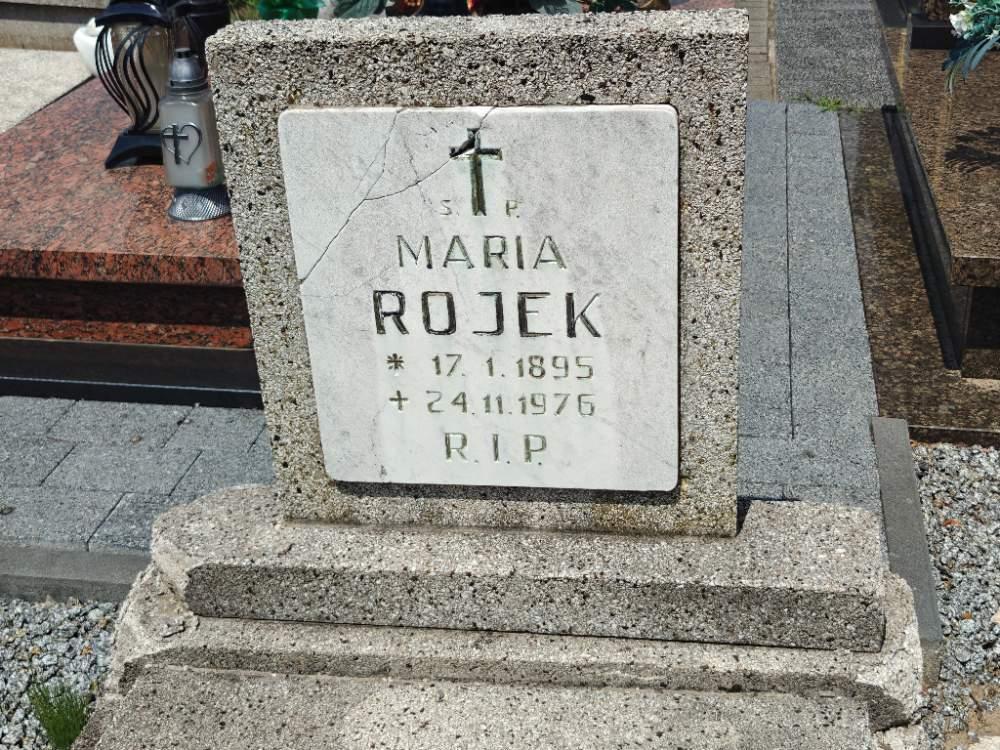 S. P.
MARIA
ROJEK
* 17.1.1895
+ 24.11.1976
R.I.P.